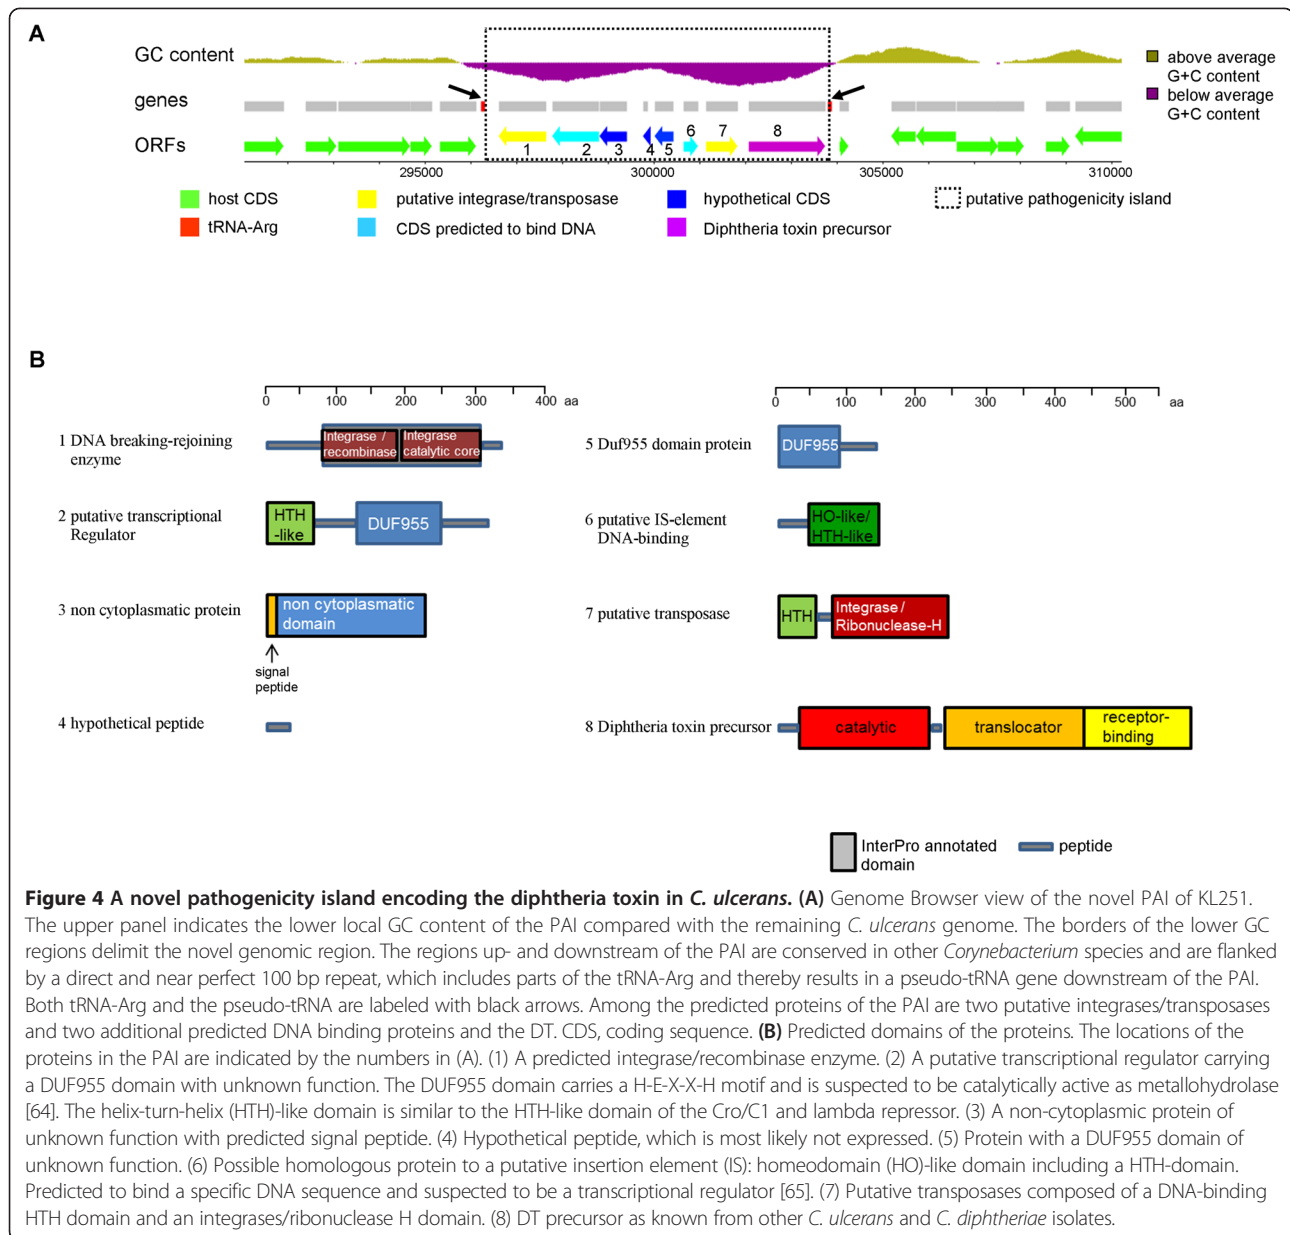 A
GC content
above average
G+C content
below average
G+C content
genes
ORFs
1
2
3
4
5
6
7
8
295000
300000
305000
310000
host CDS
putative integrase/transposase
hypothetical CDS
putative pathogenicity island
tRNA-Arg
CDS predicted to bind DNA
Diphtheria toxin precursor
B
0 100 200 300 400 aa
1 DNA breaking-rejoining
enzyme
Integrase /
recombinase
Integrase
catalytic core
2 putative transcriptional
Regulator
HTH
-like
DUF955
3 non cytoplasmatic protein
non cytoplasmatic
domain
signal
peptide
4 hypothetical peptide
0 100 200 300 400 500 aa
5 Duf955 domain protein
DUF955
6 putative IS-element
DNA-binding
HO-like/
HTH-like
7 putative transposase
HTH
Integrase /
Ribonuclease-H
8 Diphtheria toxin precursor
catalytic
translocator
receptor-
binding
InterPro annotated
domain
peptide
Figure 4 A novel pathogenicity island encoding the diphtheria toxin in C. ulcerans. (A) Genome Browser view of the novel PAI of KL251.
The upper panel indicates the lower local GC content of the PAI compared with the remaining C. ulcerans genome. The borders of the lower GC
regions delimit the novel genomic region. The regions up- and downstream of the PAI are conserved in other Corynebacterium species and are flanked
by a direct and near perfect 100 bp repeat, which includes parts of the tRNA-Arg and thereby results in a pseudo-tRNA gene downstream of the PAI.
Both tRNA-Arg and the pseudo-tRNA are labeled with black arrows. Among the predicted proteins of the PAI are two putative integrases/transposases
and two additional predicted DNA binding proteins and the DT. CDS, coding sequence. (B) Predicted domains of the proteins. The locations of the
proteins in the PAI are indicated by the numbers in (A). (1) A predicted integrase/recombinase enzyme. (2) A putative transcriptional regulator carrying
a DUF955 domain with unknown function. The DUF955 domain carries a H-E-X-X-H motif and is suspected to be catalytically active as metallohydrolase
[64]. The helix-turn-helix (HTH)-like domain is similar to the HTH-like domain of the Cro/C1 and lambda repressor. (3) A non-cytoplasmic protein of
unknown function with predicted signal peptide. (4) Hypothetical peptide, which is most likely not expressed. (5) Protein with a DUF955 domain of
unknown function. (6) Possible homologous protein to a putative insertion element (IS): homeodomain (HO)-like domain including a HTH-domain.
Predicted to bind a specific DNA sequence and suspected to be a transcriptional regulator [65]. (7) Putative transposases composed of a DNA-binding
HTH domain and an integrases/ribonuclease H domain. (8) DT precursor as known from other C. ulcerans and C. diphtheriae isolates.